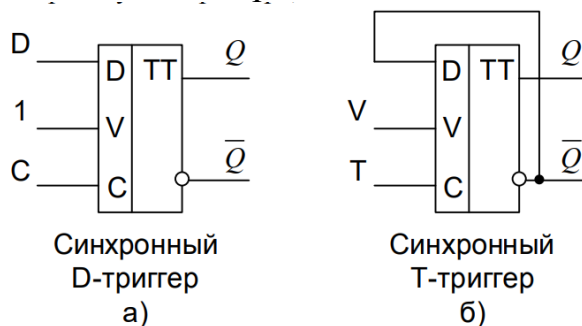 D
D
TT
Q
1
V
C
C
Q̅
Синхронный
D-триггер
а)
D
TT
Q
V
V
T
C
Q̅
Синхронный
Т-триггер
б)